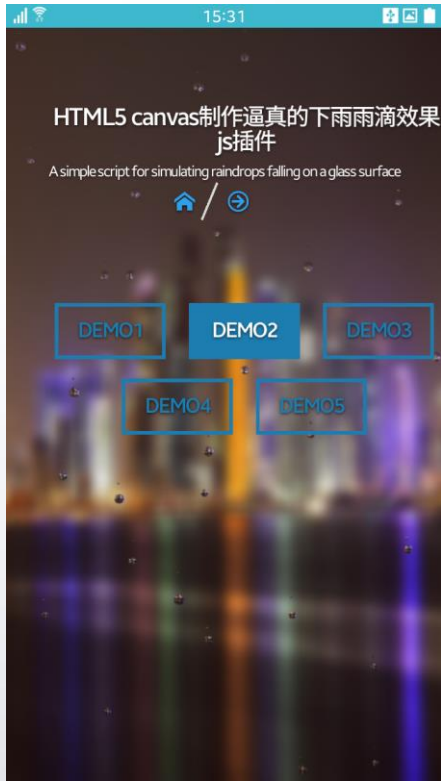 15:31
HTML5 canvas制作逼真的下雨雨滴效果
js插件
A simple script for simulating raindrops falling on a glass surface
DEMO1 DEMO2 DEMO3
DEMO4 DEMO5